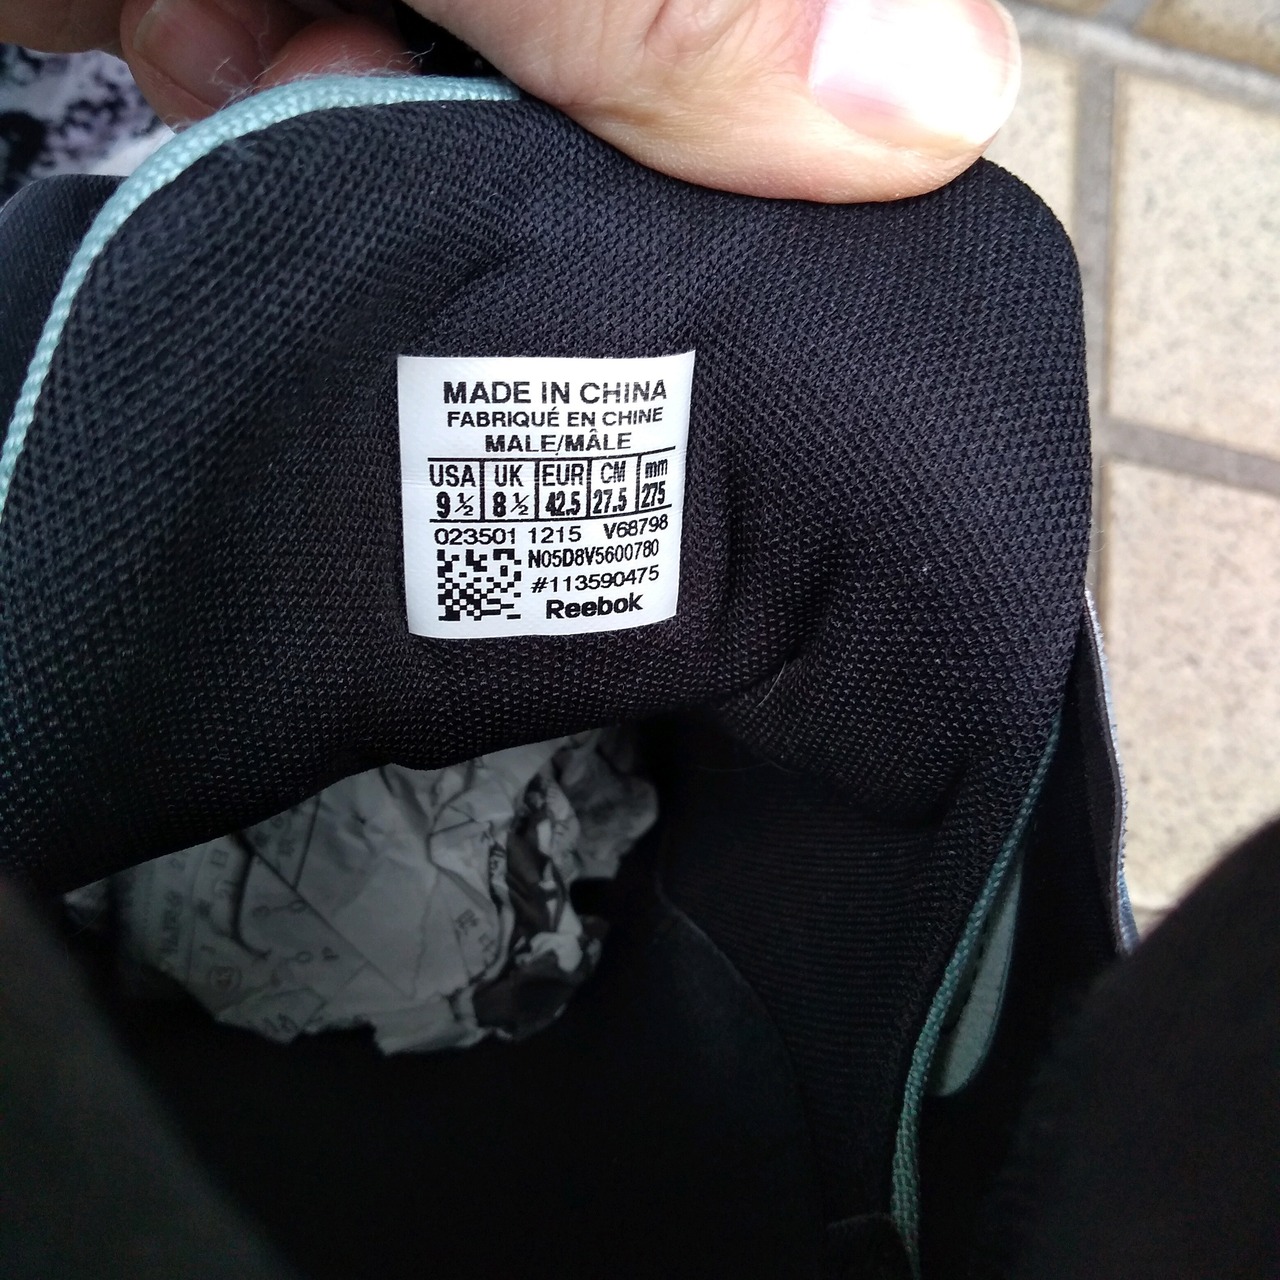 MADE IN CHINA
FABRIQUÉ EN CHINE
MALE/MÂLE
USA UK EUR CM mm
9 ½ 8 ½ 42.5 27.5 275
023501 1215 V68798
N05D8V5600780
#113590475
Reebok